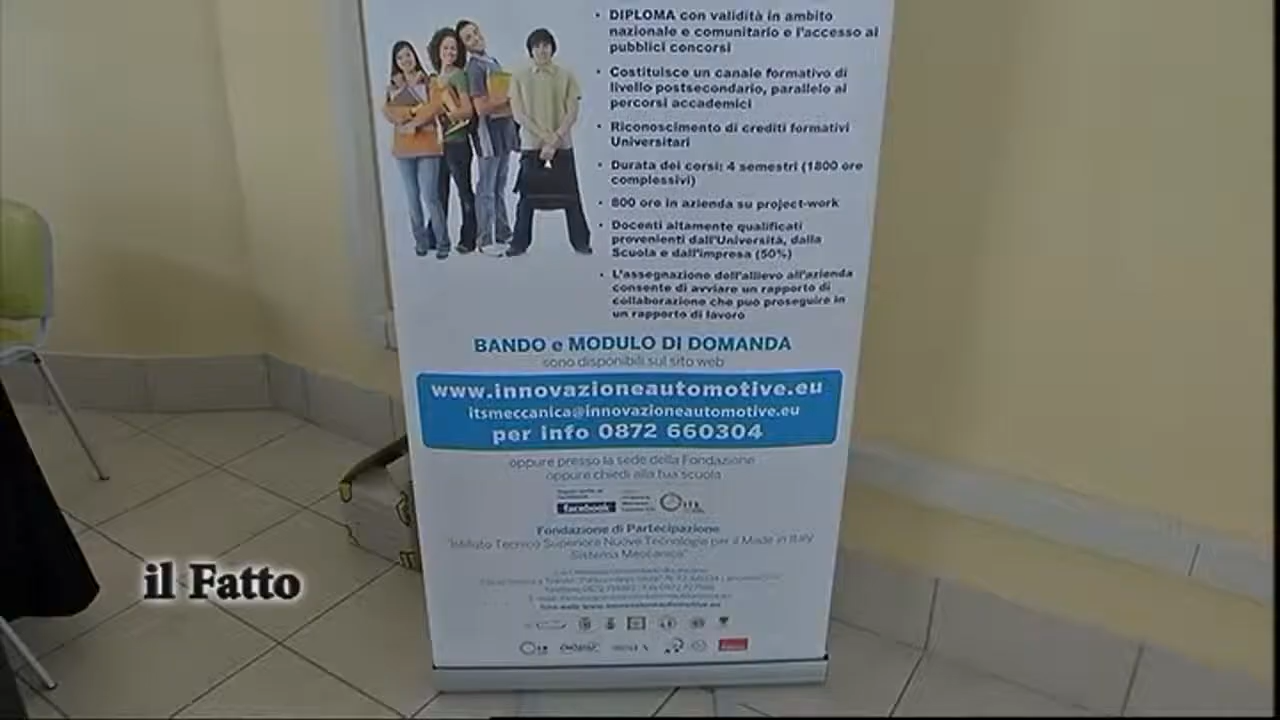 • DIPLOMA con validità in ambito
nazionale e comunitario e l'accesso ai
pubblici concorsi
• Costituisce un canale formativo di
livello postsecondario, parallelo ai
percorsi accademici
• Riconoscimento di crediti formativi
Universitari
• Durata dei corsi: 4 semestri (1800 ore
complessivi)
• 800 ore in azienda su project-work
• Docenti altamente qualificati
provenienti dall'Università, dalla
Scuola e dall'impresa (50%)
• L'assegnazione dell'allievo all'azienda
consente di avviare un rapporto di
collaborazione che può proseguire in
un rapporto di lavoro
BANDO e MODULO DI DOMANDA
sono disponibili sul sito web
www.innovazioneautomotive.eu
itsmeccanica@innovazioneautomotive.eu
per info 0872 660304
oppure presso la sede della Fondazione
oppure chiedi alla tua scuola
facebook
Fondazione di Partecipazione
"Istituto Tecnico Superiore Nuove Tecnologie per il Made in Italy
Sistema Meccanica"
www.innovazioneautomotive.eu
il Fatto